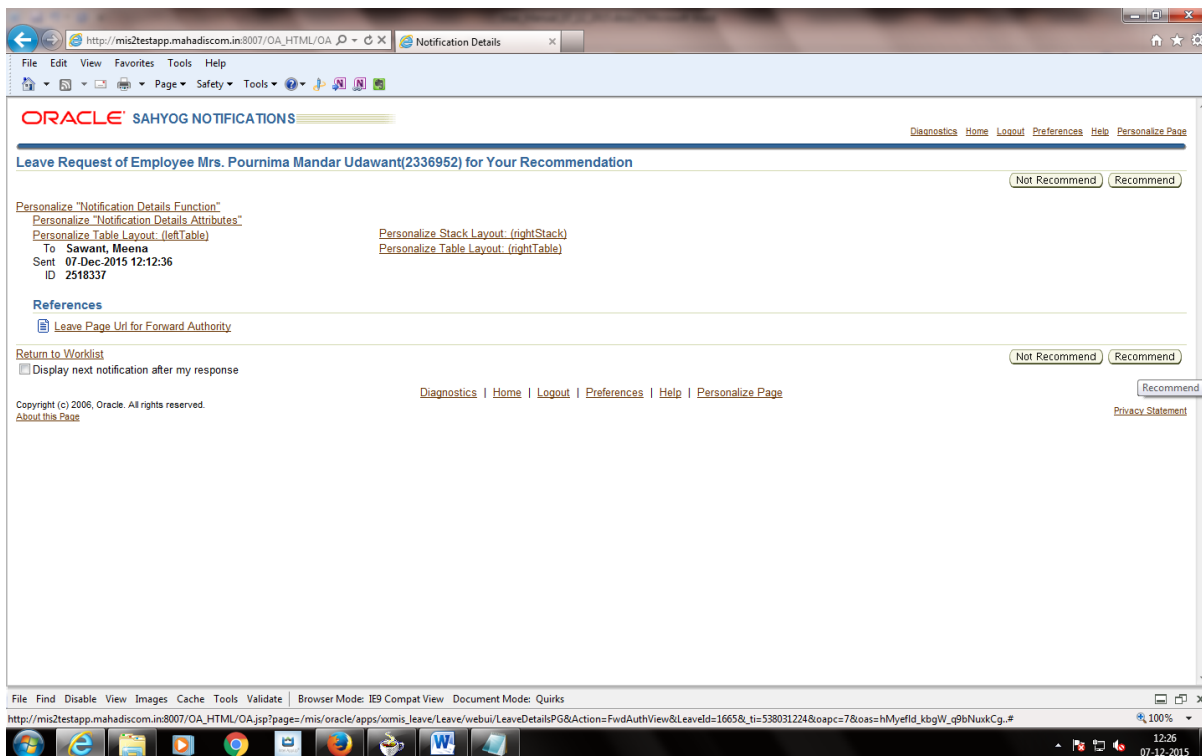 http://mis2testapp.mahadiscom.in:8007/OA_HTML/OA
Notification Details
File Edit View Favorites Tools Help
Page Safety Tools
ORACLE SAHYOG NOTIFICATIONS
Diagnostics Home Logout Preferences Help Personalize Page
Leave Request of Employee Mrs. Pournima Mandar Udawant(2336952) for Your Recommendation
Not Recommend Recommend
Personalize "Notification Details Function"
Personalize "Notification Details Attributes"
Personalize Table Layout: (leftTable) Personalize Stack Layout: (rightStack)
To Sawant, Meena Personalize Table Layout: (rightTable)
Sent 07-Dec-2015 12:12:36
ID 2518337
References
Leave Page Url for Forward Authority
Return to Worklist Not Recommend Recommend
Display next notification after my response
Diagnostics | Home | Logout | Preferences | Help | Personalize Page
Recommend
Copyright (c) 2006, Oracle. All rights reserved.
About this Page Privacy Statement
File Find Disable View Images Cache Tools Validate Browser Mode: IE9 Compat View Document Mode: Quirks
http://mis2testapp.mahadiscom.in:8007/OA_HTML/OA.jsp?page=/mis/oracle/apps/xxmis_leave/Leave/webui/LeaveDetailsPG&Action=FwdAuthView&LeaveId=1665&_ti=538031224&oapc=7&oas=hMyefld_kbgW_q9bNuxkCg..# 100%
12:26
07-12-2015